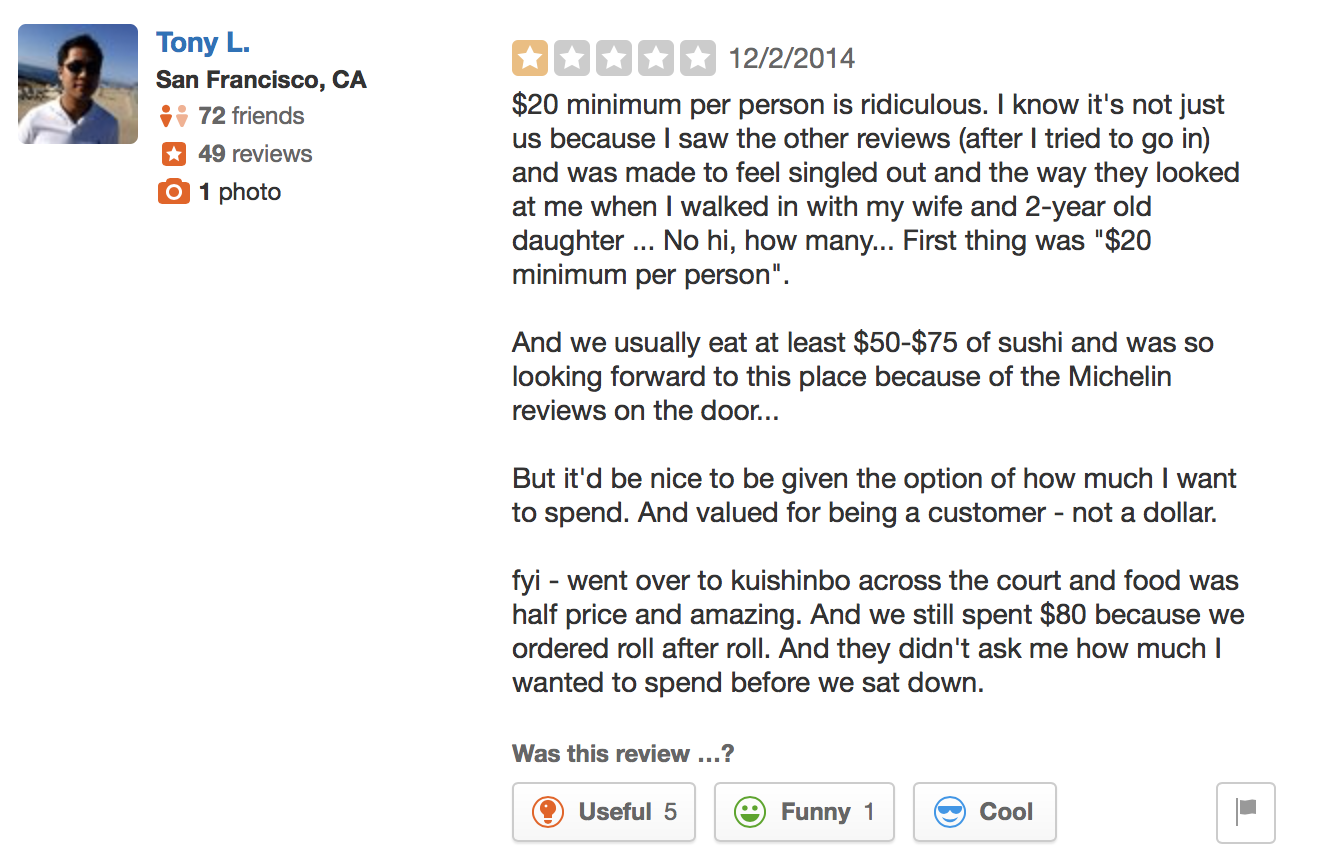 Tony L.
San Francisco, CA
72 friends
49 reviews
1 photo
12/2/2014
$20 minimum per person is ridiculous. I know it's not just
us because I saw the other reviews (after I tried to go in)
and was made to feel singled out and the way they looked
at me when I walked in with my wife and 2-year old
daughter ... No hi, how many... First thing was "$20
minimum per person".
And we usually eat at least $50-$75 of sushi and was so
looking forward to this place because of the Michelin
reviews on the door...
But it'd be nice to be given the option of how much I want
to spend. And valued for being a customer - not a dollar.
fyi - went over to kuishinbo across the court and food was
half price and amazing. And we still spent $80 because we
ordered roll after roll. And they didn't ask me how much I
wanted to spend before we sat down.
Was this review ...?
Useful 5 Funny 1 Cool